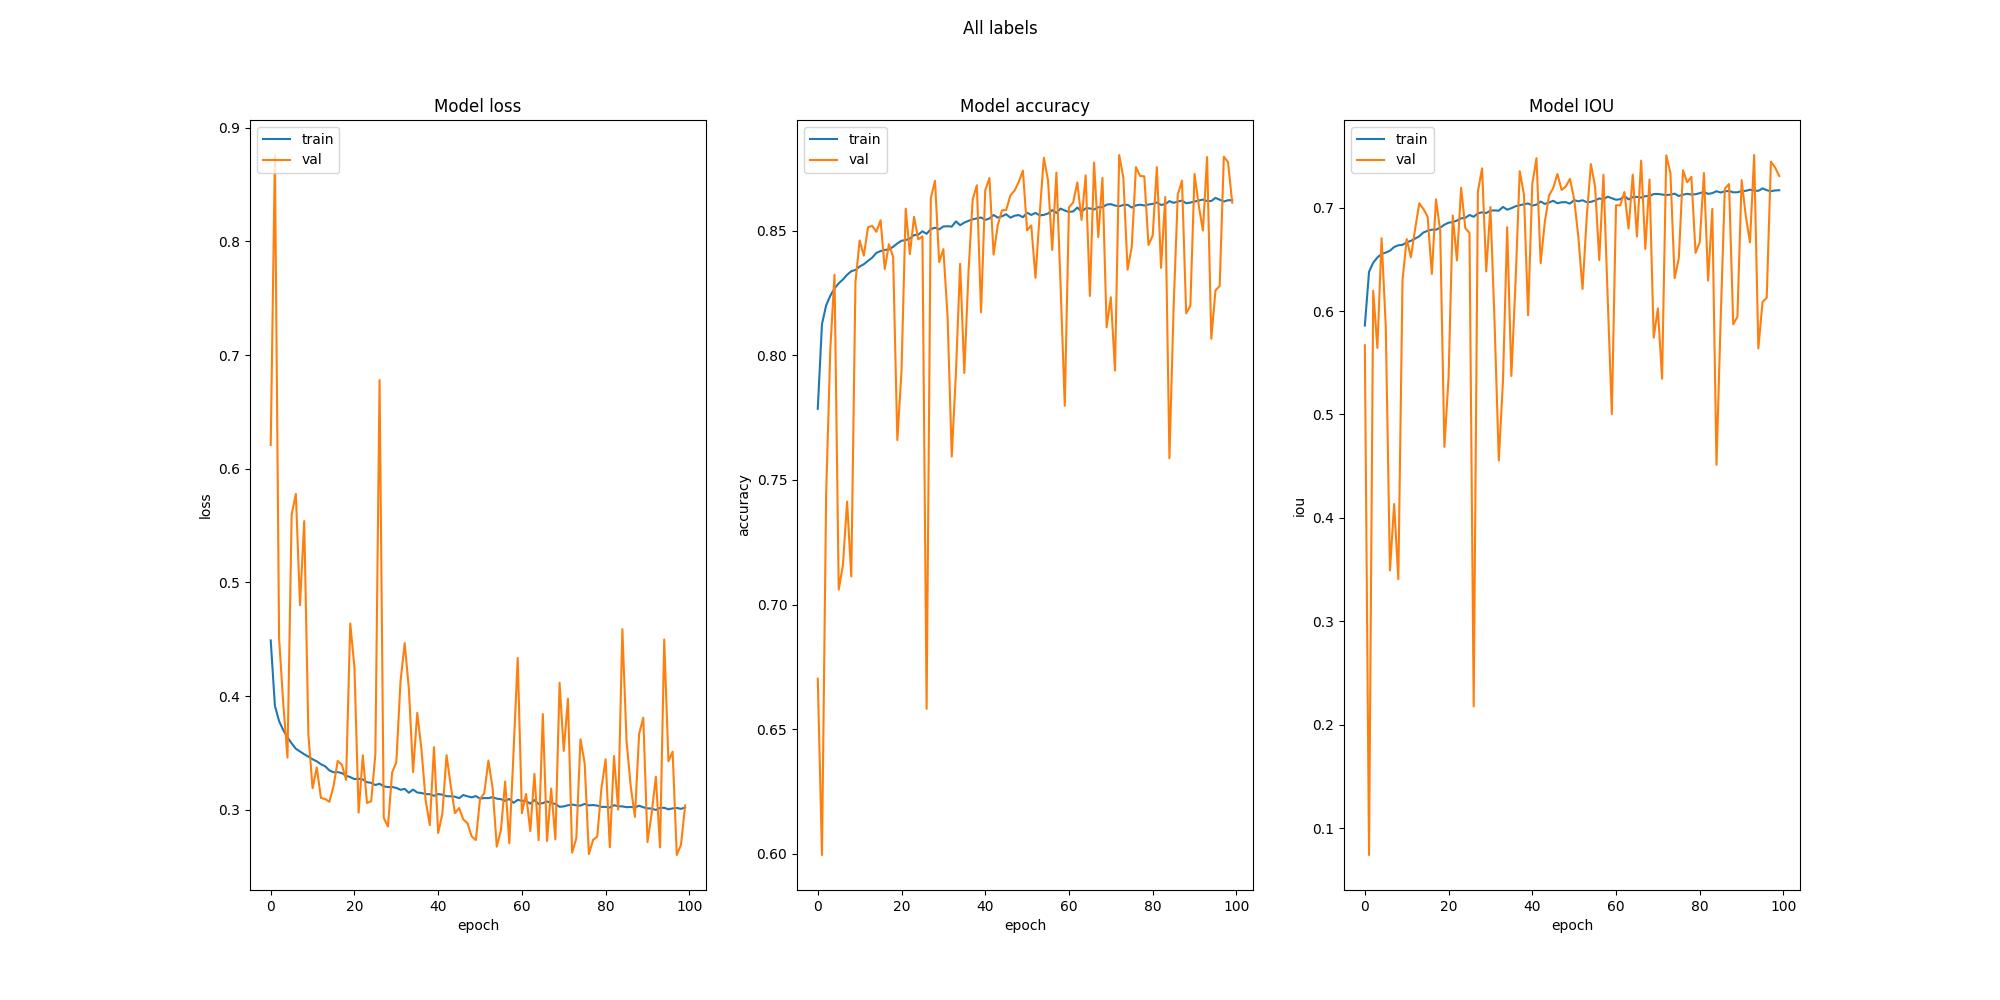 All labels
Model loss
train
val
0.9
0.8
0.7
0.6
0.5
0.4
0.3
loss
0 20 40 60 80 100
epoch
Model accuracy
train
val
0.85
0.80
0.75
0.70
0.65
0.60
accuracy
0 20 40 60 80 100
epoch
Model IOU
train
val
0.7
0.6
0.5
0.4
0.3
0.2
0.1
iou
0 20 40 60 80 100
epoch